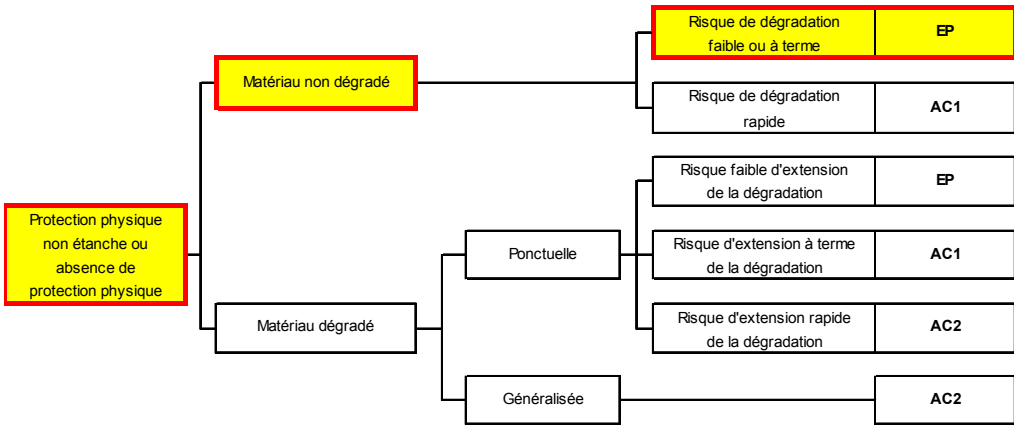 Risque de dégradation
faible ou à terme
EP
Matériau non dégradé
Risque de dégradation
rapide
AC1
Risque faible d'extension
de la dégradation
EP
Protection physique
non étanche ou
absence de
protection physique
Ponctuelle
Risque d'extension à terme
de la dégradation
AC1
Matériau dégradé
Risque d'extension rapide
de la dégradation
AC2
Généralisée
AC2